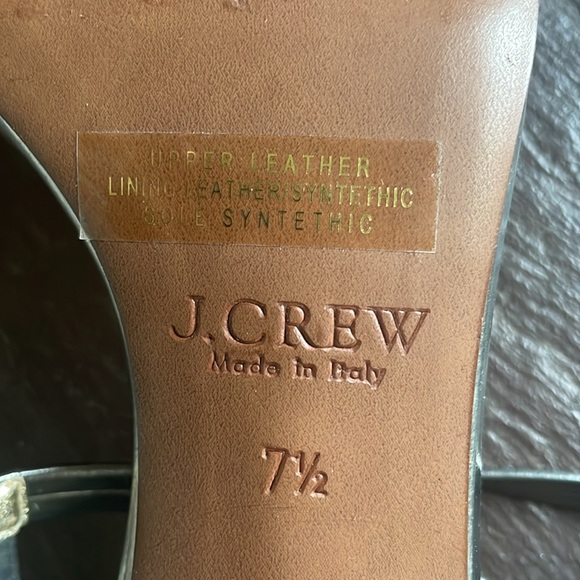 UPPER LEATHER
LINING LEATHER/SYNTETHIC
SOLE SYNTETHIC
J.CREW
Made in Italy
7½